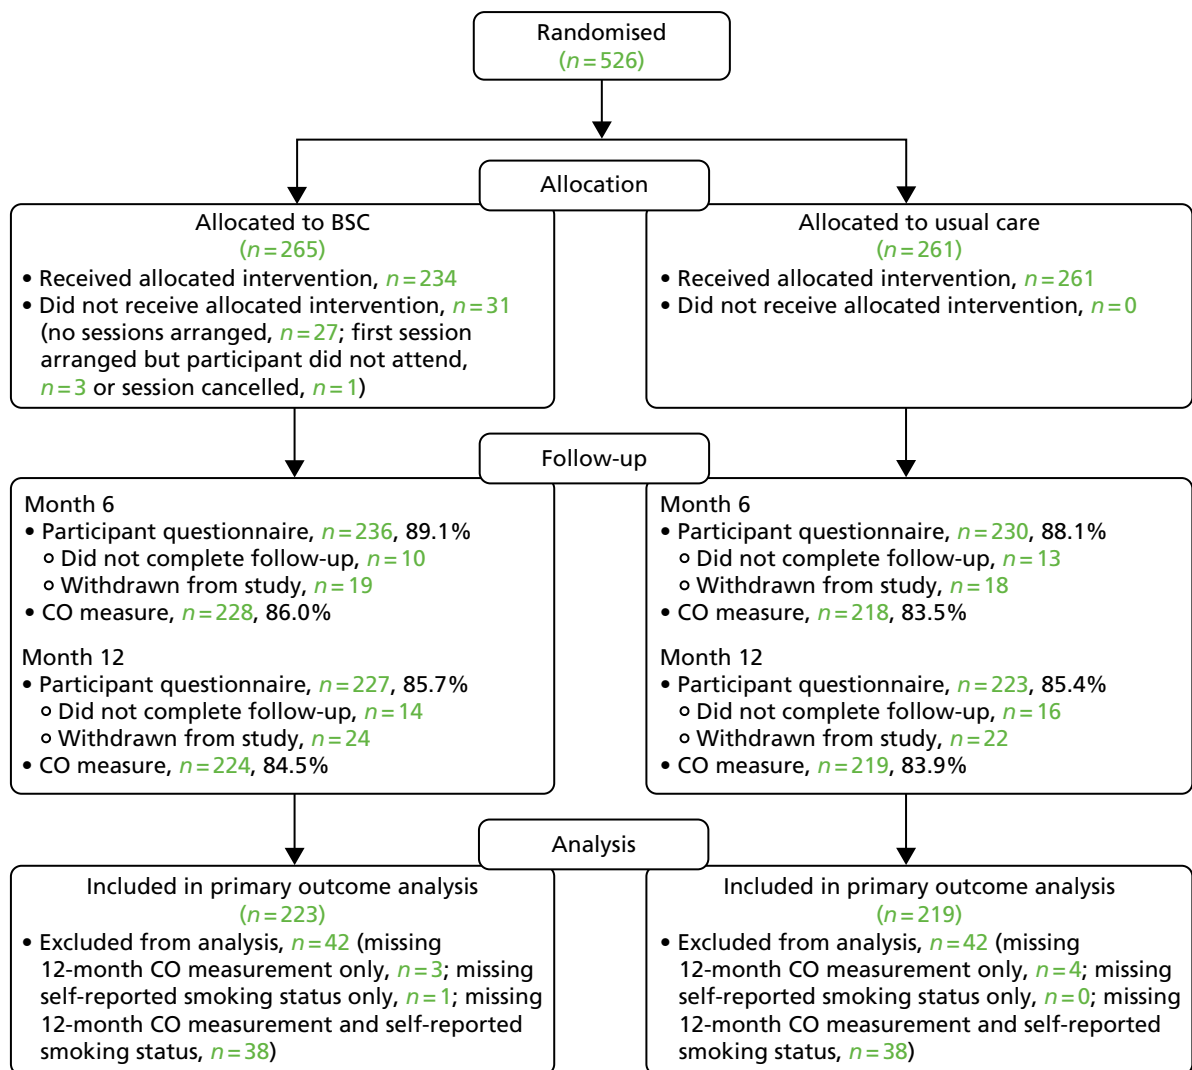 Randomised
(n=526)
Allocation
Allocated to BSC
(n=265)
• Received allocated intervention, n=234
• Did not receive allocated intervention, n=31
(no sessions arranged, n=27; first session
arranged but participant did not attend,
n=3 or session cancelled, n=1)
Allocated to usual care
(n=261)
• Received allocated intervention, n=261
• Did not receive allocated intervention, n=0
Follow-up
Month 6
• Participant questionnaire, n=236, 89.1%
o Did not complete follow-up, n=10
o Withdrawn from study, n=19
• CO measure, n=228, 86.0%
Month 12
• Participant questionnaire, n=227, 85.7%
o Did not complete follow-up, n=14
o Withdrawn from study, n=24
• CO measure, n=224, 84.5%
Month 6
• Participant questionnaire, n=230, 88.1%
o Did not complete follow-up, n=13
o Withdrawn from study, n=18
• CO measure, n=218, 83.5%
Month 12
• Participant questionnaire, n=223, 85.4%
o Did not complete follow-up, n=16
o Withdrawn from study, n=22
• CO measure, n=219, 83.9%
Analysis
Included in primary outcome analysis
(n=223)
• Excluded from analysis, n=42 (missing
12-month CO measurement only, n=3; missing
self-reported smoking status only, n=1; missing
12-month CO measurement and self-reported
smoking status, n=38)
Included in primary outcome analysis
(n=219)
• Excluded from analysis, n=42 (missing
12-month CO measurement only, n=4; missing
self-reported smoking status only, n=0; missing
12-month CO measurement and self-reported
smoking status, n=38)